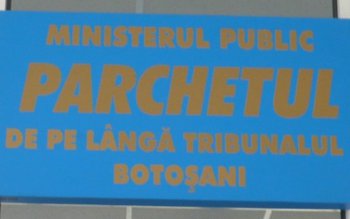 MINISTERUL PUBLIC
PARCHETUL
DE PE LÂNGĂ TRIBUNALUL
BOTOŞANI